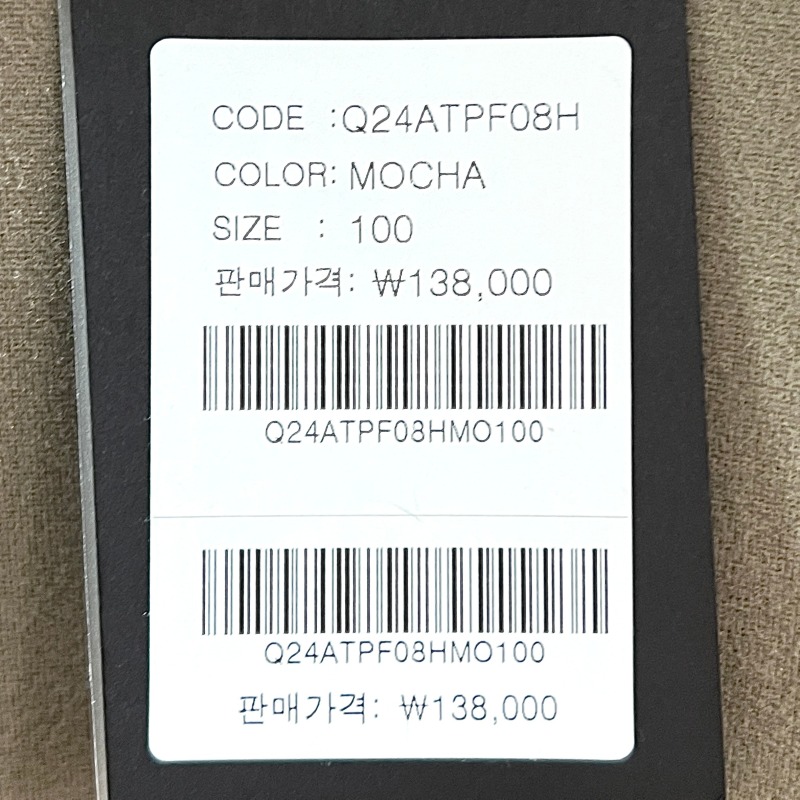 CODE :Q24ATPF08H
COLOR: MOCHA
SIZE : 100
판매가격: ₩138,000
Q24ATPF08HMO100
Q24ATPF08HMO100
판매가격: ₩138,000